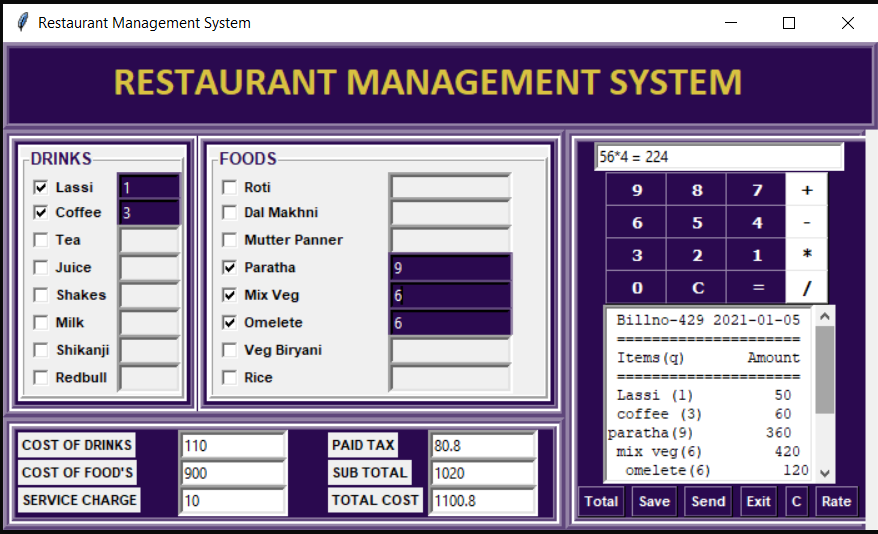 Restaurant Management System
RESTAURANT MANAGEMENT SYSTEM
DRINKS
Lassi 1
Coffee 3
Tea
Juice
Shakes
Milk
Shikanji
Redbull
FOODS
Roti
Dal Makhni
Mutter Panner
Paratha 9
Mix Veg 6
Omelete 6
Veg Biryani
Rice
COST OF DRINKS 110
COST OF FOOD'S 900
SERVICE CHARGE 10
PAID TAX 80.8
SUB TOTAL 1020
TOTAL COST 1100.8
56*4 = 224
9 8 7 +
6 5 4 -
3 2 1 *
0 C = /
Billno-429 2021-01-05
=====================
Items(q) Amount
=====================
Lassi (1) 50
coffee (3) 60
paratha(9) 360
mix veg(6) 420
omelete(6) 120
Total Save Send Exit C Rate